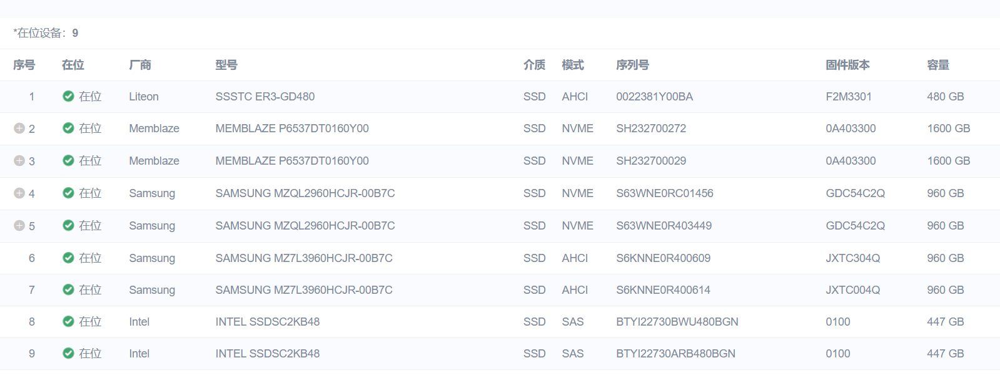 *在位设备：9
序号 在位 厂商 型号 介质 模式 序列号 固件版本 容量
1 在位 Liteon SSSTC ER3-GD480 SSD AHCI 0022381Y00BA F2M3301 480 GB
2 在位 Memblaze MEMBLAZE P6537DT0160Y00 SSD NVME SH232700272 0A403300 1600 GB
3 在位 Memblaze MEMBLAZE P6537DT0160Y00 SSD NVME SH232700029 0A403300 1600 GB
4 在位 Samsung SAMSUNG MZQL2960HCJR-00B7C SSD NVME S63WNE0RC01456 GDC54C2Q 960 GB
5 在位 Samsung SAMSUNG MZQL2960HCJR-00B7C SSD NVME S63WNE0R403449 GDC54C2Q 960 GB
6 在位 Samsung SAMSUNG MZ7L3960HCJR-00B7C SSD AHCI S6KNNE0R400609 JXTC304Q 960 GB
7 在位 Samsung SAMSUNG MZ7L3960HCJR-00B7C SSD AHCI S6KNNE0R400614 JXTC004Q 960 GB
8 在位 Intel INTEL SSDSC2KB48 SSD SAS BTYI22730BWU480BGN 0100 447 GB
9 在位 Intel INTEL SSDSC2KB48 SSD SAS BTYI22730ARB480BGN 0100 447 GB